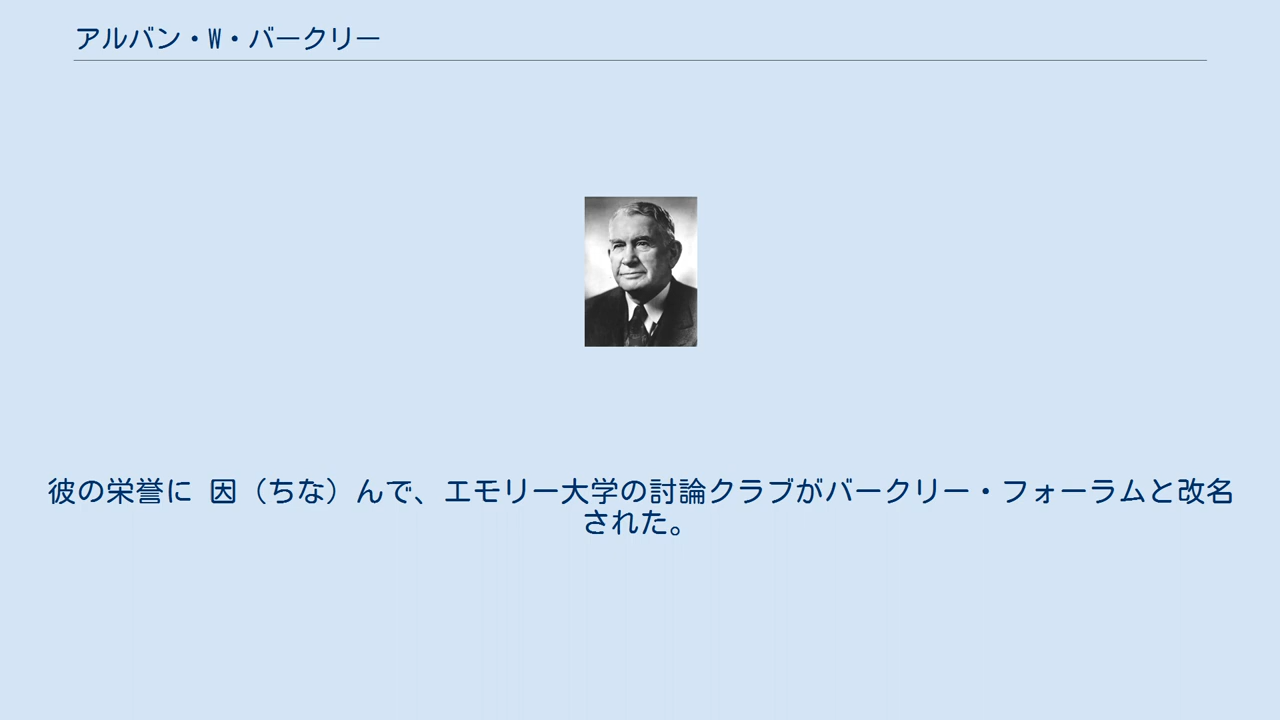 アルバン・W・バークリー
彼の栄誉に 因（ちな）んで、エモリー大学の討論クラブがバークリー・フォーラムと改名
された。